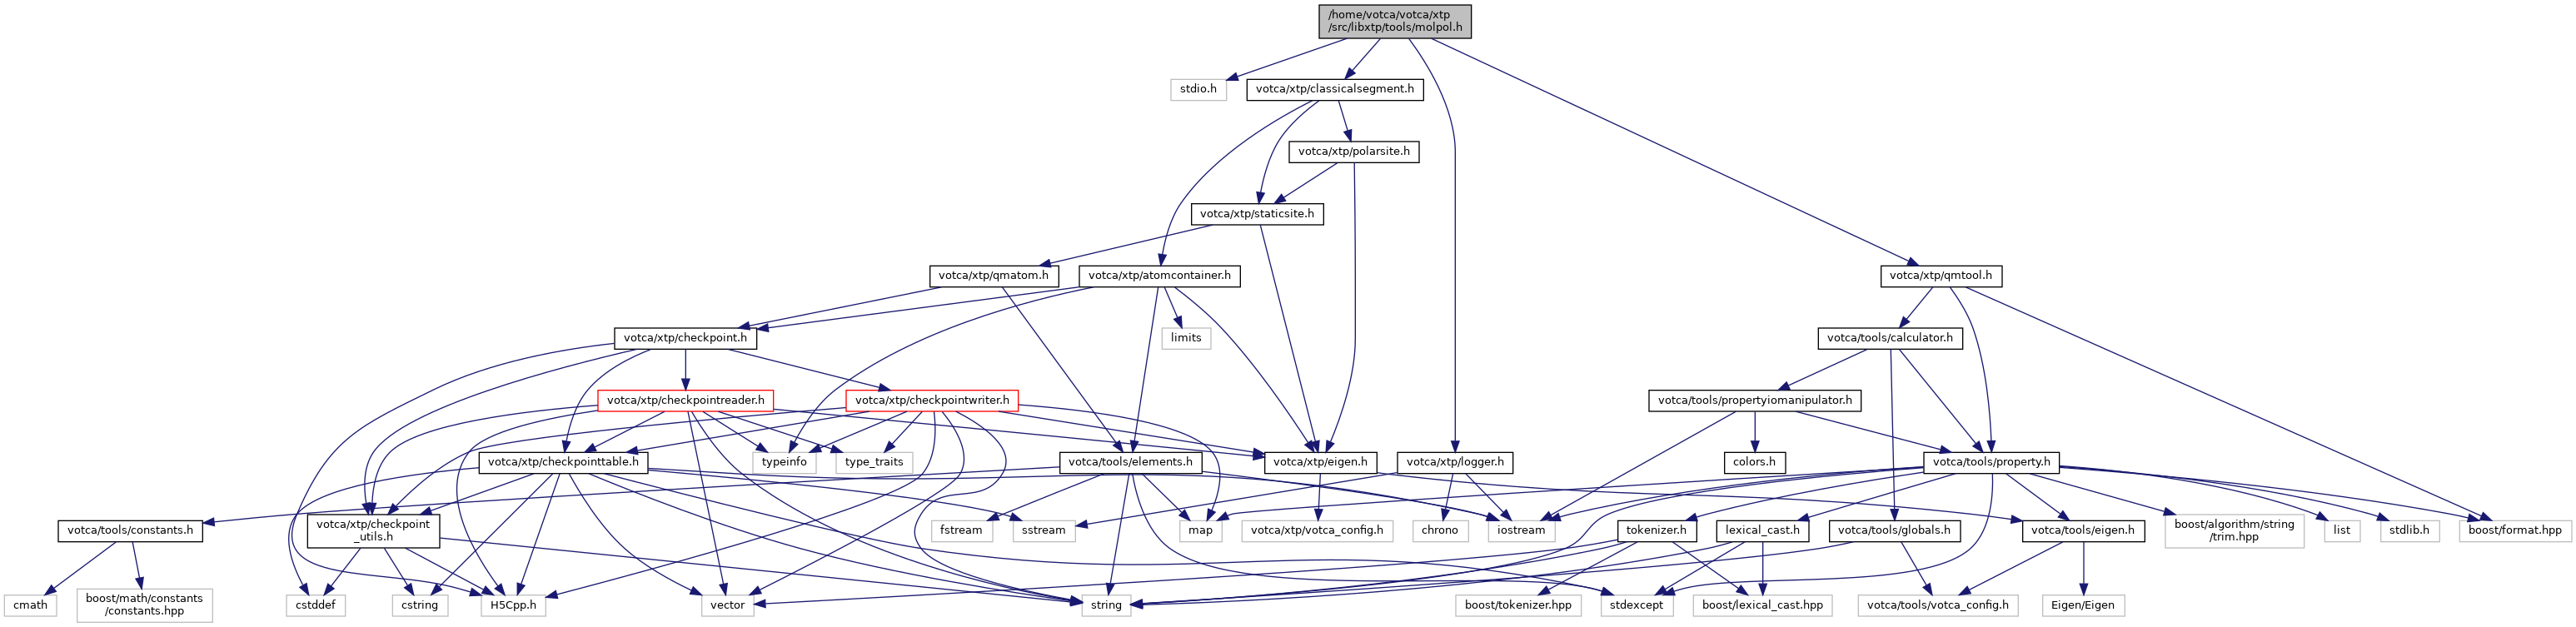 /home/votca/votca/xtp
/src/libxtp/tools/molpol.h
stdio.h
votca/xtp/classicalsegment.h
votca/xtp/polarsite.h
votca/xtp/staticsite.h
votca/xtp/qmatom.h
votca/xtp/atomcontainer.h
votca/xtp/qmtool.h
votca/xtp/checkpoint.h
limits
votca/tools/calculator.h
votca/xtp/checkpointreader.h
votca/xtp/checkpointwriter.h
votca/tools/propertyiomanipulator.h
votca/xtp/checkpointtable.h
typeinfo
type_traits
votca/tools/elements.h
votca/xtp/eigen.h
votca/xtp/logger.h
colors.h
votca/tools/property.h
votca/tools/constants.h
votca/xtp/checkpoint
_utils.h
fstream
sstream
map
votca/xtp/votca_config.h
chrono
iostream
tokenizer.h
lexical_cast.h
votca/tools/globals.h
votca/tools/eigen.h
boost/algorithm/string
/trim.hpp
list
stdlib.h
boost/format.hpp
cmath
boost/math/constants
/constants.hpp
cstddef
cstring
H5Cpp.h
vector
string
boost/tokenizer.hpp
stdexcept
boost/lexical_cast.hpp
votca/tools/votca_config.h
Eigen/Eigen